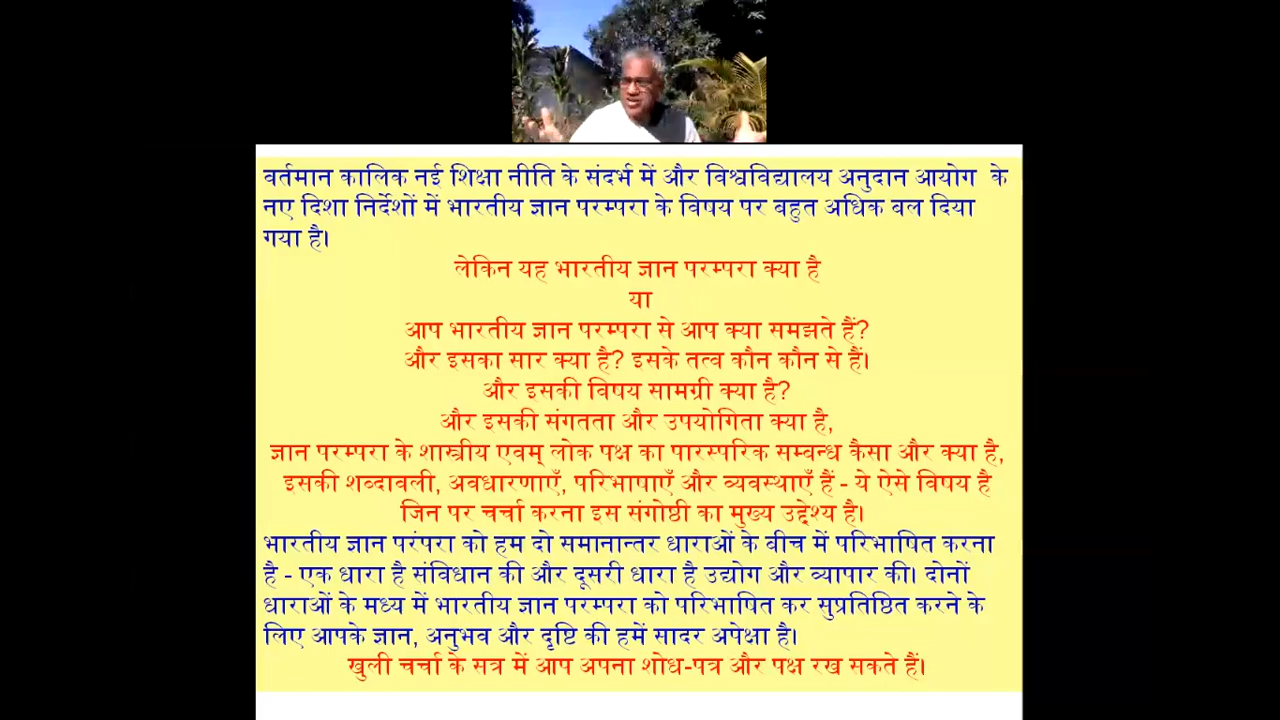 वर्तमान कालिक नई शिक्षा नीति के संदर्भ में और विश्वविद्यालय अनुदान आयोग के
नए दिशा निर्देशों में भारतीय ज्ञान परम्परा के विषय पर बहुत अधिक बल दिया
गया है।
लेकिन यह भारतीय ज्ञान परम्परा क्या है
या
आप भारतीय ज्ञान परम्परा से आप क्या समझते हैं?
और इसका सार क्या है? इसके तत्व कौन कौन से हैं।
और इसकी विषय सामग्री क्या है?
और इसकी संगतता और उपयोगिता क्या है,
ज्ञान परम्परा के शास्त्रीय एवम् लोक पक्ष का पारस्परिक सम्वन्ध कैसा और क्या है,
इसकी शब्दावली, अवधारणाएँ, परिभाषाएँ और व्यवस्थाएँ हैं - ये ऐसे विषय है
जिन पर चर्चा करना इस संगोष्ठी का मुख्य उद्देश्य है।
भारतीय ज्ञान परंपरा को हम दो समानान्तर धाराओं के बीच में परिभाषित करना
है - एक धारा है संविधान की और दूसरी धारा है उद्योग और व्यापार की। दोनों
धाराओं के मध्य में भारतीय ज्ञान परम्परा को परिभाषित कर सुप्रतिष्ठित करने के
लिए आपके ज्ञान, अनुभव और दृष्टि की हमें सादर अपेक्षा है।
खुली चर्चा के सत्र में आप अपना शोध-पत्र और पक्ष रख सकते हैं।